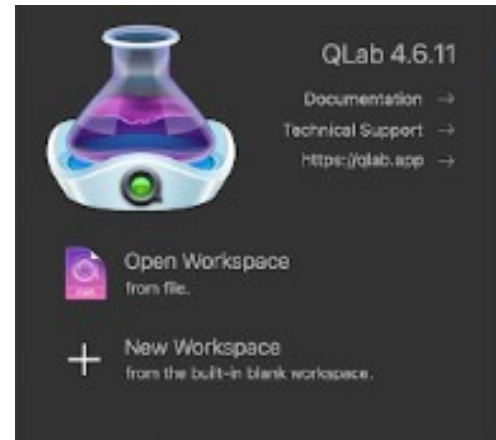 QLab 4.6.11
Documentation →
Technical Support →
https://qlab.app →
Open Workspace
from file.
New Workspace
from the built-in blank workspace.